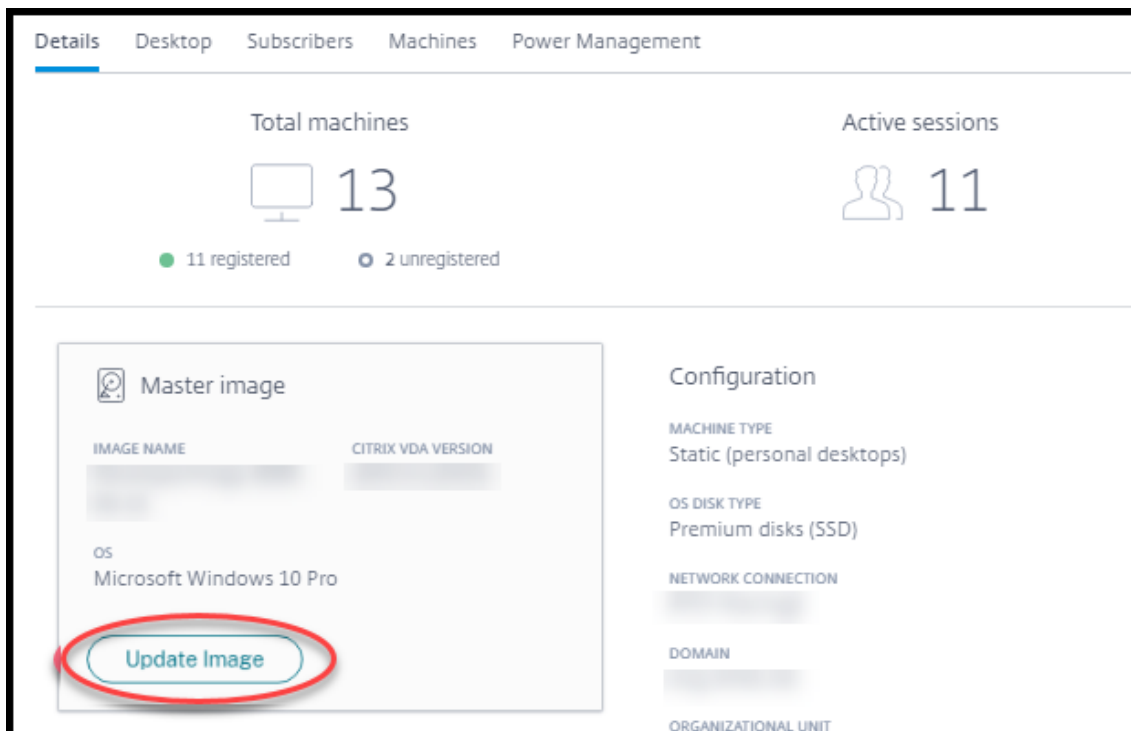 Details Desktop Subscribers Machines Power Management
Total machines
13
11 registered 2 unregistered
Active sessions
11
Master image
IMAGE NAME CITRIX VDA VERSION
OS
Microsoft Windows 10 Pro
Update Image
Configuration
MACHINE TYPE
Static (personal desktops)
OS DISK TYPE
Premium disks (SSD)
NETWORK CONNECTION
DOMAIN
ORGANIZATIONAL UNIT